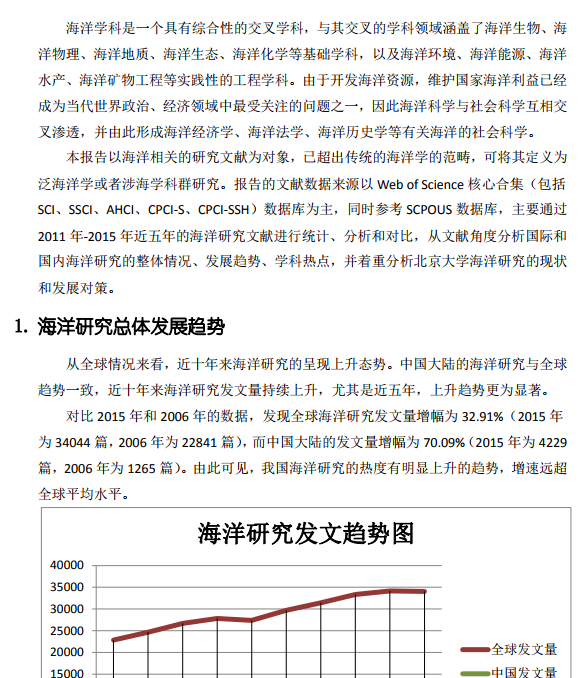 海洋学科是一个具有综合性的交叉学科，与其交叉的学科领域涵盖了海洋生物、海
洋物理、海洋地质、海洋生态、海洋化学等基础学科，以及海洋环境、海洋能源、海洋
水产、海洋矿物工程等实践性的工程学科。由于开发海洋资源，维护国家海洋利益已经
成为当代世界政治、经济领域中最受关注的问题之一，因此海洋科学与社会科学互相交
叉渗透，并由此形成海洋经济学、海洋法学、海洋历史学等有关海洋的社会科学。
本报告以海洋相关的研究文献为对象，已超出传统的海洋学的范畴，可将其定义为
泛海洋学或者涉海学科群研究。报告的文献数据来源以 Web of Science 核心合集（包括
SCI、SSCI、AHCI、CPCI-S、CPCI-SSH）数据库为主，同时参考 SCPOUS 数据库，主要通过
2011 年-2015 年近五年的海洋研究文献进行统计、分析和对比，从文献角度分析国际和
国内海洋研究的整体情况、发展趋势、学科热点，并着重分析北京大学海洋研究的现状
和发展对策。
1. 海洋研究总体发展趋势
从全球情况来看，近十年来海洋研究的呈现上升态势。中国大陆的海洋研究与全球
趋势一致，近十年来海洋研究发文量持续上升，尤其是近五年，上升趋势更为显著。
对比 2015 年和 2006 年的数据，发现全球海洋研究发文量增幅为 32.91%（2015 年
为 34044 篇，2006 年为 22841 篇），而中国大陆的发文量增幅为 70.09%（2015 年为 4229
篇，2006 年为 1265 篇）。由此可见，我国海洋研究的热度有明显上升的趋势，增速远超
全球平均水平。
海洋研究发文趋势图
40000
35000
30000
25000
20000
15000
全球发文量
中国发文量